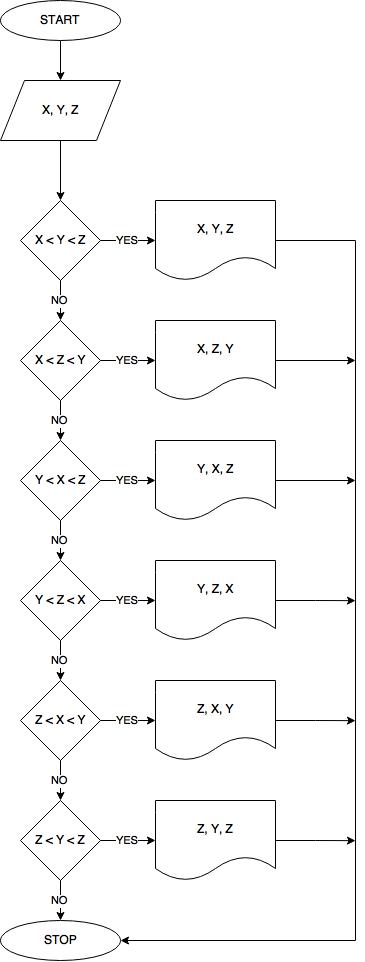 START
X, Y, Z
X < Y < Z
YES
X, Y, Z
NO
X < Z < Y
YES
X, Z, Y
NO
Y < X < Z
YES
Y, X, Z
NO
Y < Z < X
YES
Y, Z, X
NO
Z < X < Y
YES
Z, X, Y
NO
Z < Y < Z
YES
Z, Y, Z
NO
STOP